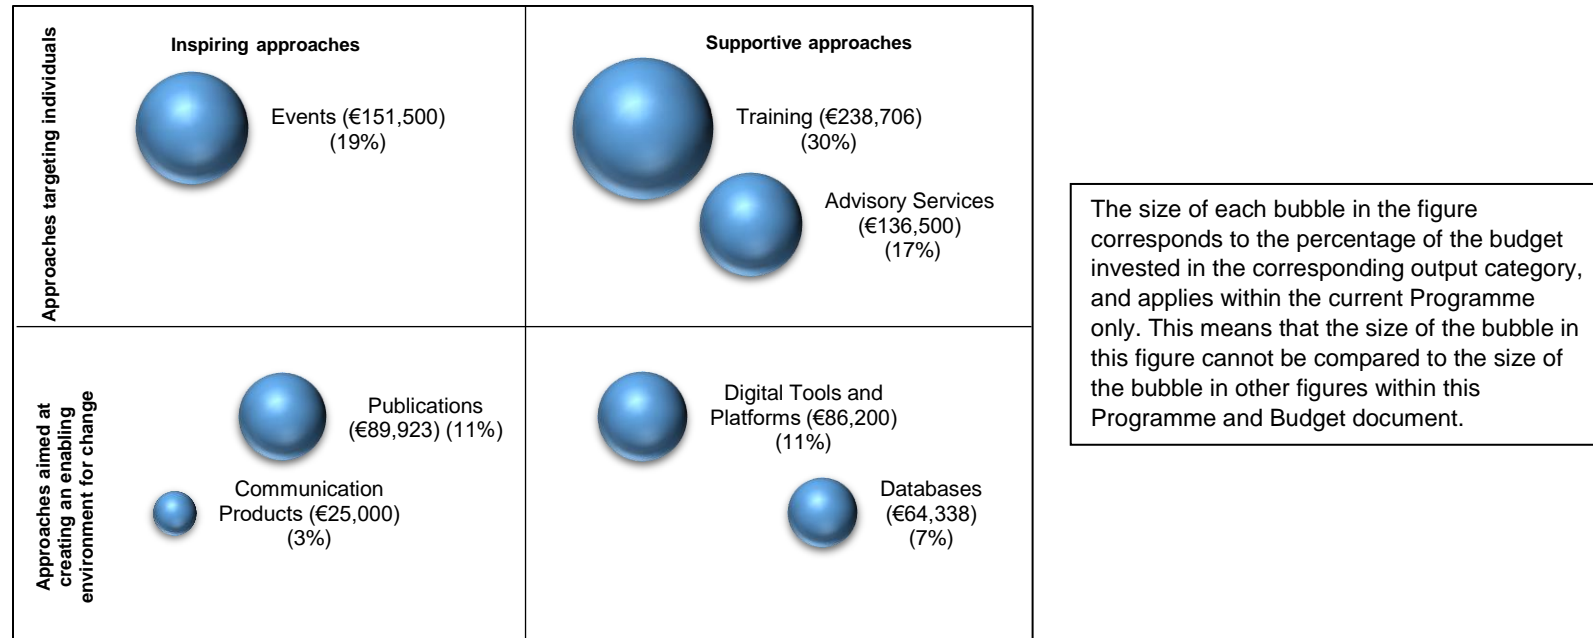 Inspiring approaches
Supportive approaches
Approaches targeting individuals
Events (€151,500)
(19%)
Training (€238,706)
(30%)
Advisory Services
(€136,500)
(17%)
Approaches aimed at
creating an enabling
environment for change
Publications
(€89,923) (11%)
Communication
Products (€25,000)
(3%)
Digital Tools and
Platforms (€86,200)
(11%)
Databases
(€64,338)
(7%)
The size of each bubble in the figure
corresponds to the percentage of the budget
invested in the corresponding output category,
and applies within the current Programme
only. This means that the size of the bubble in
this figure cannot be compared to the size of
the bubble in other figures within this
Programme and Budget document.